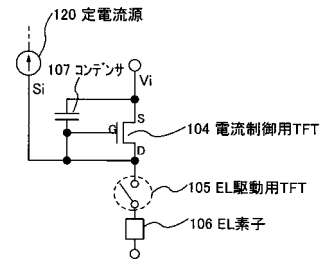 120 定電流源
107 コンデンサ
Vi
Si
S
G
104 電流制御用TFT
D
105 EL駆動用TFT
106 EL素子